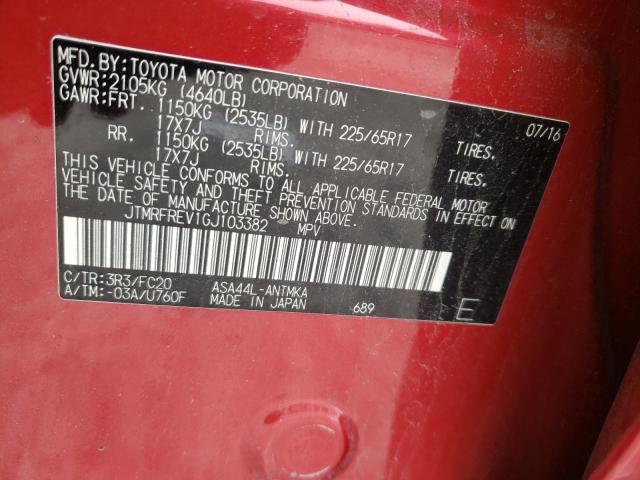 MFD. BY: TOYOTA MOTOR CORPORATION 07/16
GVWR: 2105KG (4640LB)
GAWR: FRT. 1150KG (2535LB) WITH 225/65R17 TIRES.
17X7J RIMS.
RR. 1150KG (2535LB) WITH 225/65R17 TIRES.
17X7J RIMS.
THIS VEHICLE CONFORMS TO ALL APPLICABLE FEDERAL MOTOR
VEHICLE SAFETY AND THEFT PREVENTION STANDARDS IN EFFECT ON
THE DATE OF MANUFACTURE SHOWN ABOVE.
JTMRFREV1GJ103382 MPV
C/TR: 3R3/FC20 ASA44L-ANTMKA
A/TM: -03A/U760F MADE IN JAPAN 689 E